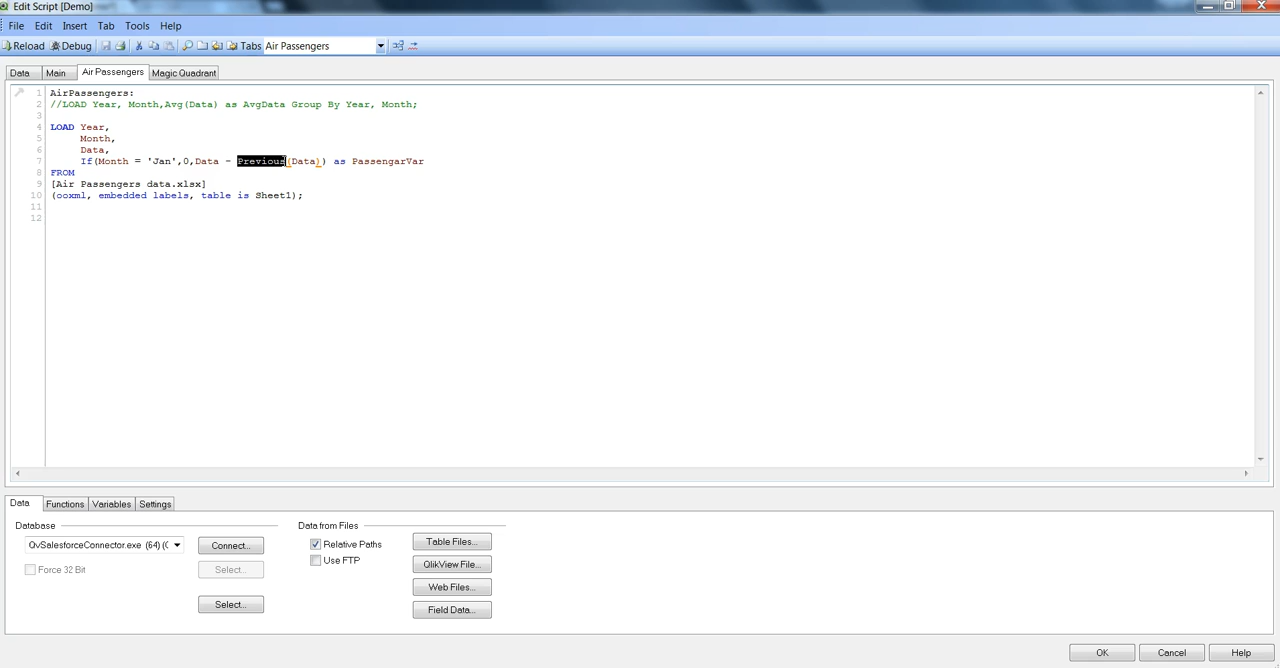 Edit Script [Demo]
File Edit Insert Tab Tools Help
Reload Debug Tabs Air Passengers
Data Main Air Passengers Magic Quadrant
1 AirPassengers:
2 //LOAD Year, Month,Avg(Data) as AvgData Group By Year, Month;
3
4 LOAD Year,
5 Month,
6 Data,
7 If(Month = 'Jan',0,Data - Previous(Data)) as PassengarVar
8 FROM
9 [Air Passengers data.xlsx]
10 (ooxml, embedded labels, table is Sheet1);
11
12
Data Functions Variables Settings
Database Data from Files
QvSalesforceConnector.exe (64) (C Connect... Relative Paths Table Files...
Force 32 Bit Select... Use FTP QlikView File...
Web Files...
Select... Field Data...
OK Cancel Help